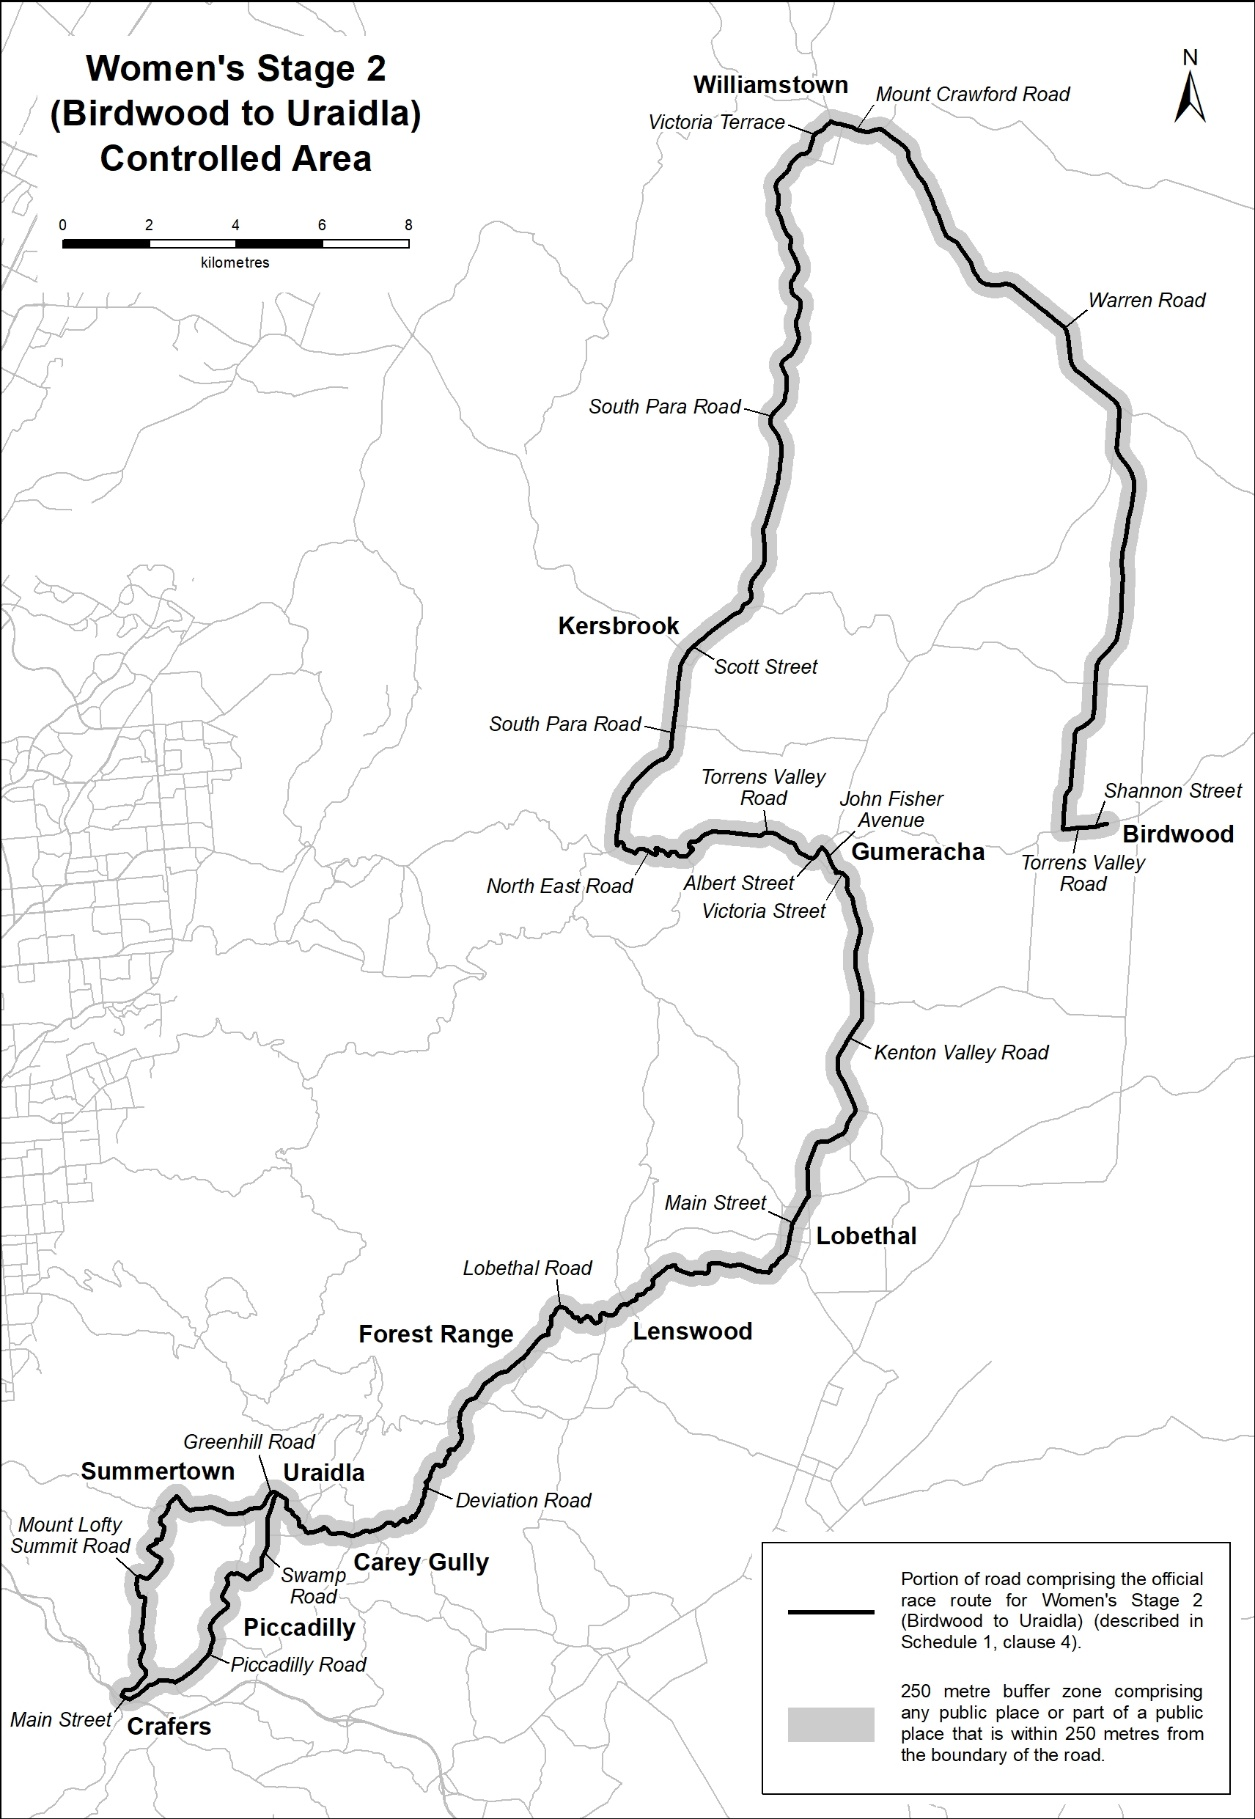 Women's Stage 2
(Birdwood to Uraidla)
Controlled Area
0 2 4 6 8
kilometres
N
Williamstown
Mount Crawford Road
Victoria Terrace
Warren Road
South Para Road
Kersbrook
Scott Street
South Para Road
Torrens Valley
Road
John Fisher
Avenue
Shannon Street
Birdwood
Gumeracha
Torrens Valley
Road
North East Road
Albert Street
Victoria Street
Kenton Valley Road
Main Street
Lobethal
Lobethal Road
Forest Range
Lenswood
Greenhill Road
Summertown
Uraidla
Deviation Road
Mount Lofty
Summit Road
Carey Gully
Swamp
Road
Piccadilly
Piccadilly Road
Main Street
Crafers
Portion of road comprising the official
race route for Women's Stage 2
(Birdwood to Uraidla) (described in
Schedule 1, clause 4).
250 metre buffer zone comprising
any public place or part of a public
place that is within 250 metres from
the boundary of the road.